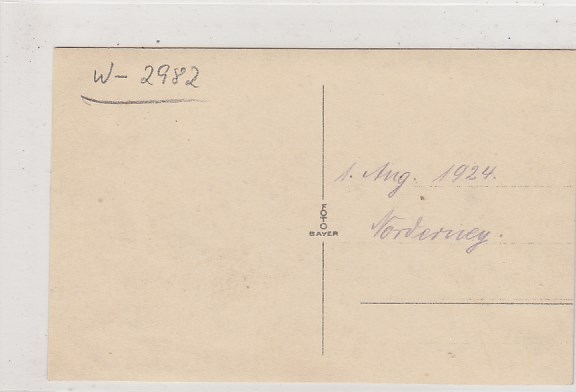 W- 2982
1. Aug. 1924.
FOTO
BAYER
Norderney.